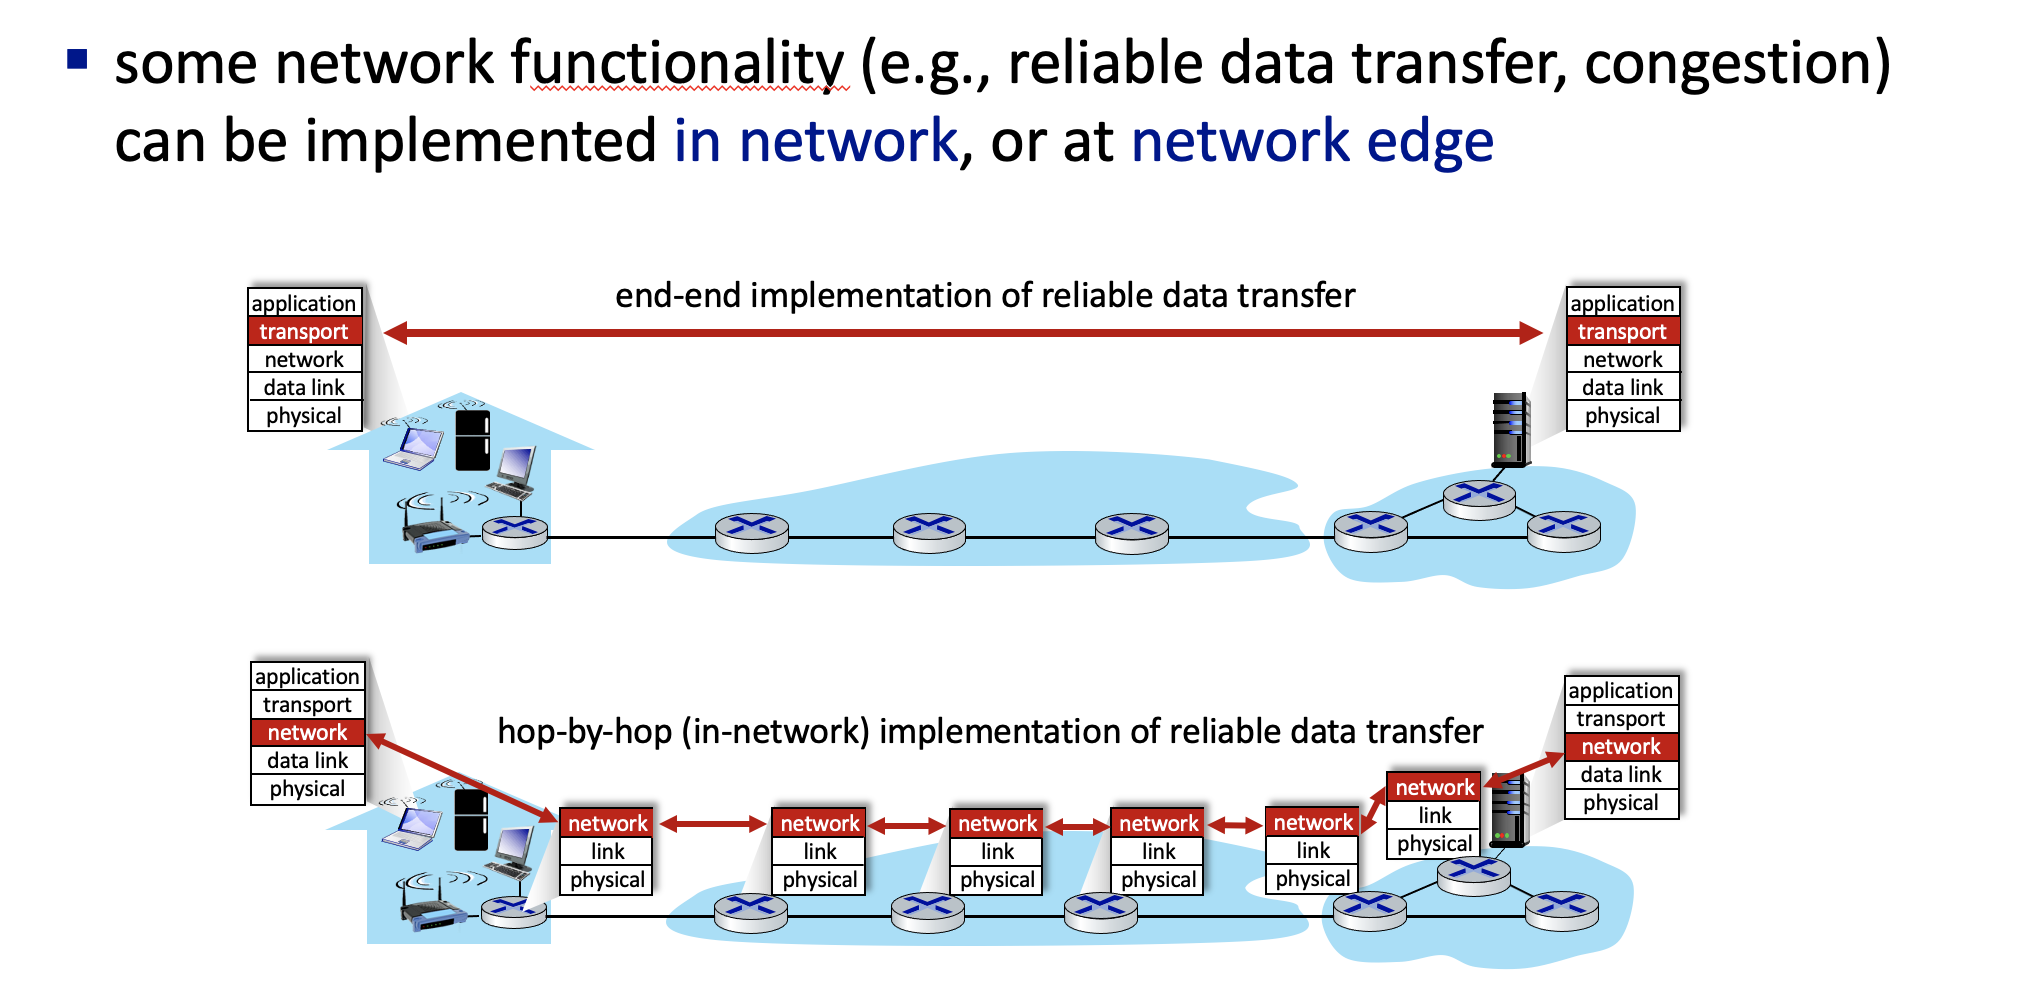 some network functionality (e.g., reliable data transfer, congestion)
can be implemented in network, or at network edge
end-end implementation of reliable data transfer
application
transport
network
data link
physical
application
transport
network
data link
physical
hop-by-hop (in-network) implementation of reliable data transfer
application
transport
network
data link
physical
network
link
physical
network
link
physical
network
link
physical
network
link
physical
network
link
physical
network
link
physical
application
transport
network
data link
physical